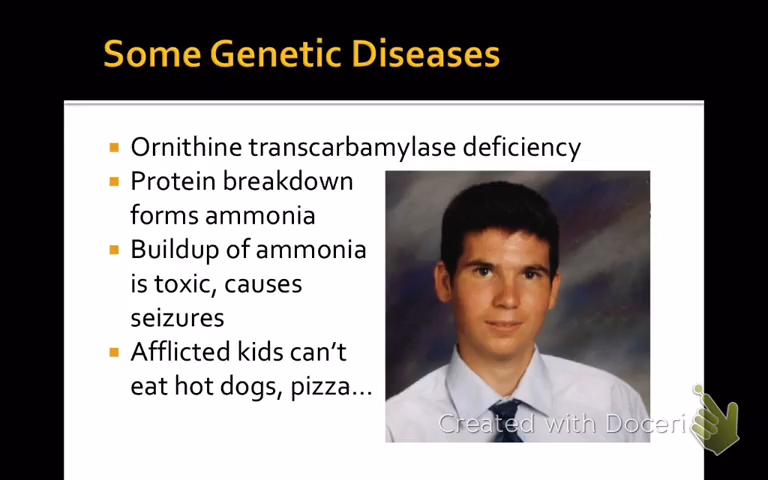 Some Genetic Diseases
Ornithine transcarbamylase deficiency
Protein breakdown
forms ammonia
Buildup of ammonia
is toxic, causes
seizures
Afflicted kids can’t
eat hot dogs, pizza…
Created with Doceri